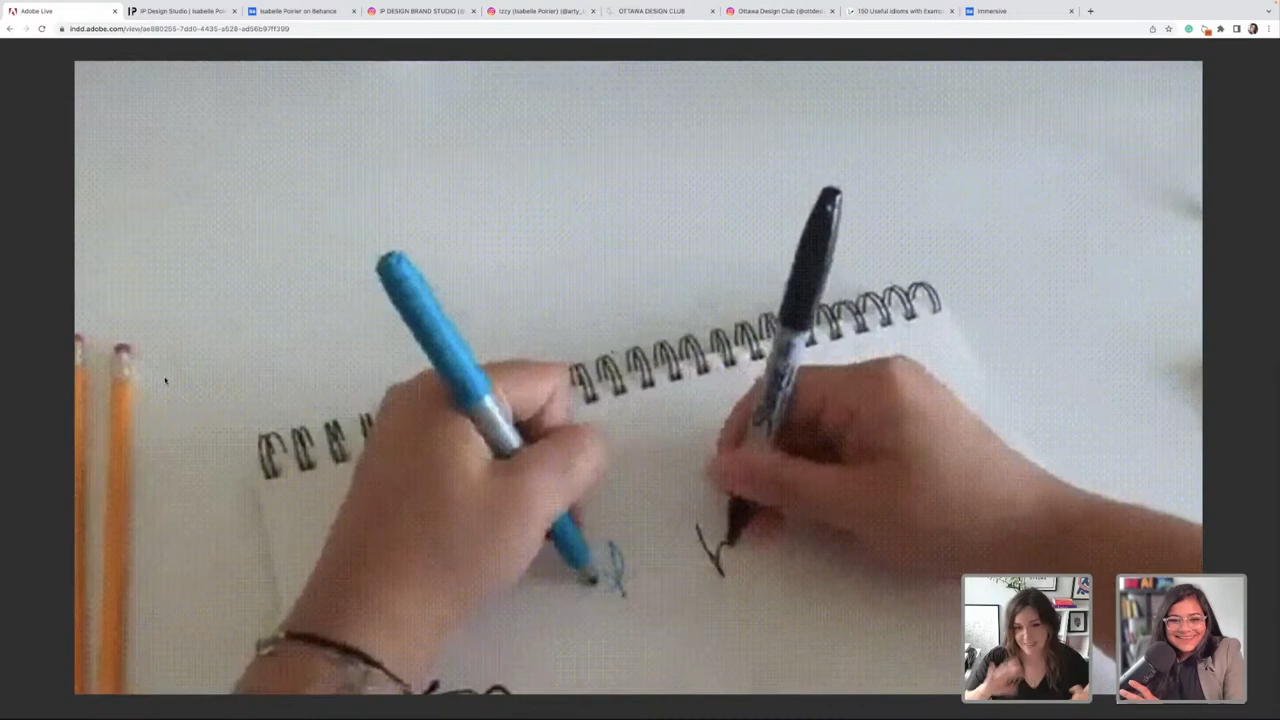 Adobe Live
IP Design Studio | Isabelle Poi
Isabelle Poirier on Behance
IP DESIGN BRAND STUDIO (@
Izzy (Isabelle Poirier) (@arty_
OTTAWA DESIGN CLUB
Ottawa Design Club (@ottdes
150 Useful Idioms with Examp
Immersive
indd.adobe.com/view/ae880255-7dd0-4435-a528-ad56b97ff399